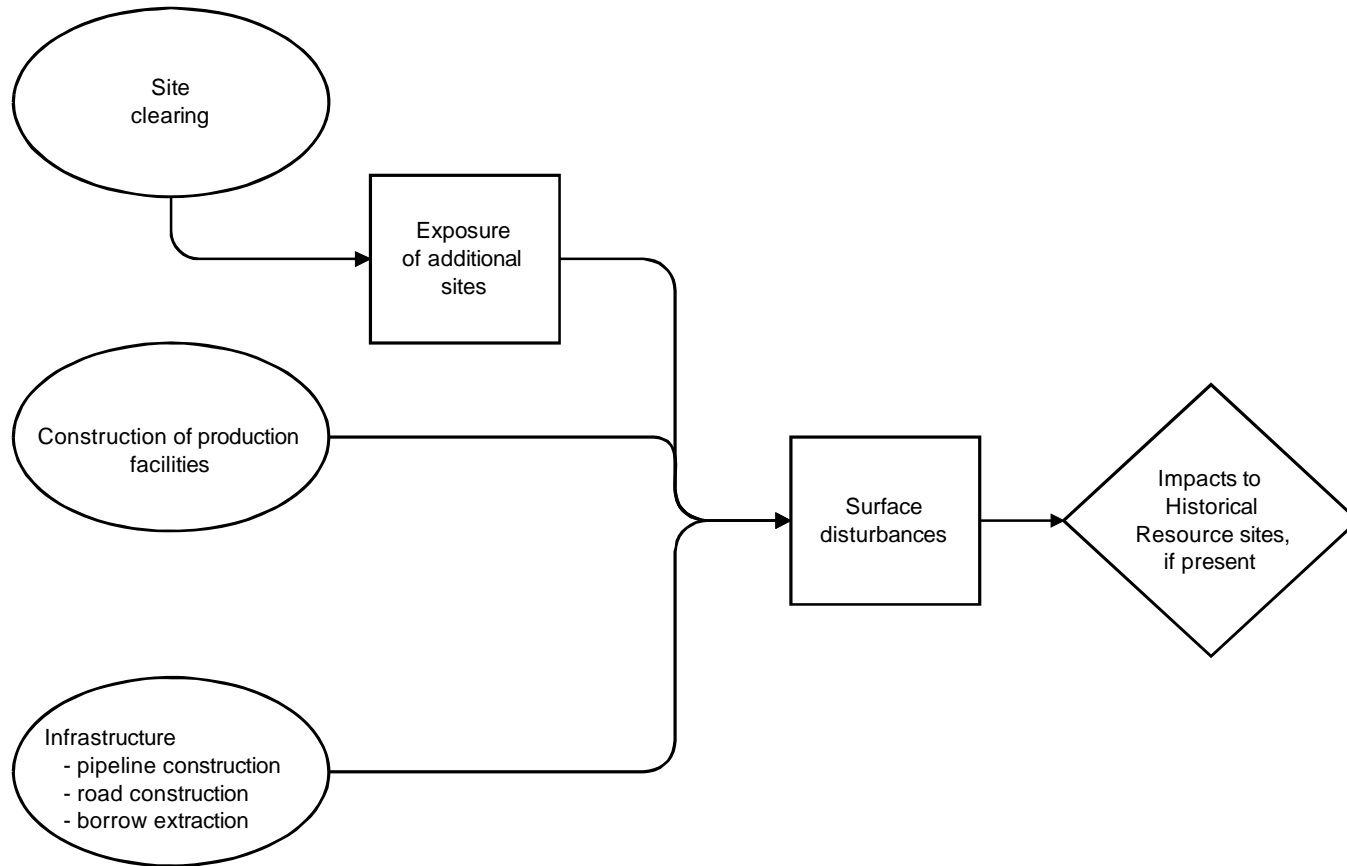 Site
clearing
Exposure
of additional
sites
Construction of production
facilities
Surface
disturbances
Impacts to
Historical
Resource sites,
if present
Infrastructure
- pipeline construction
- road construction
- borrow extraction